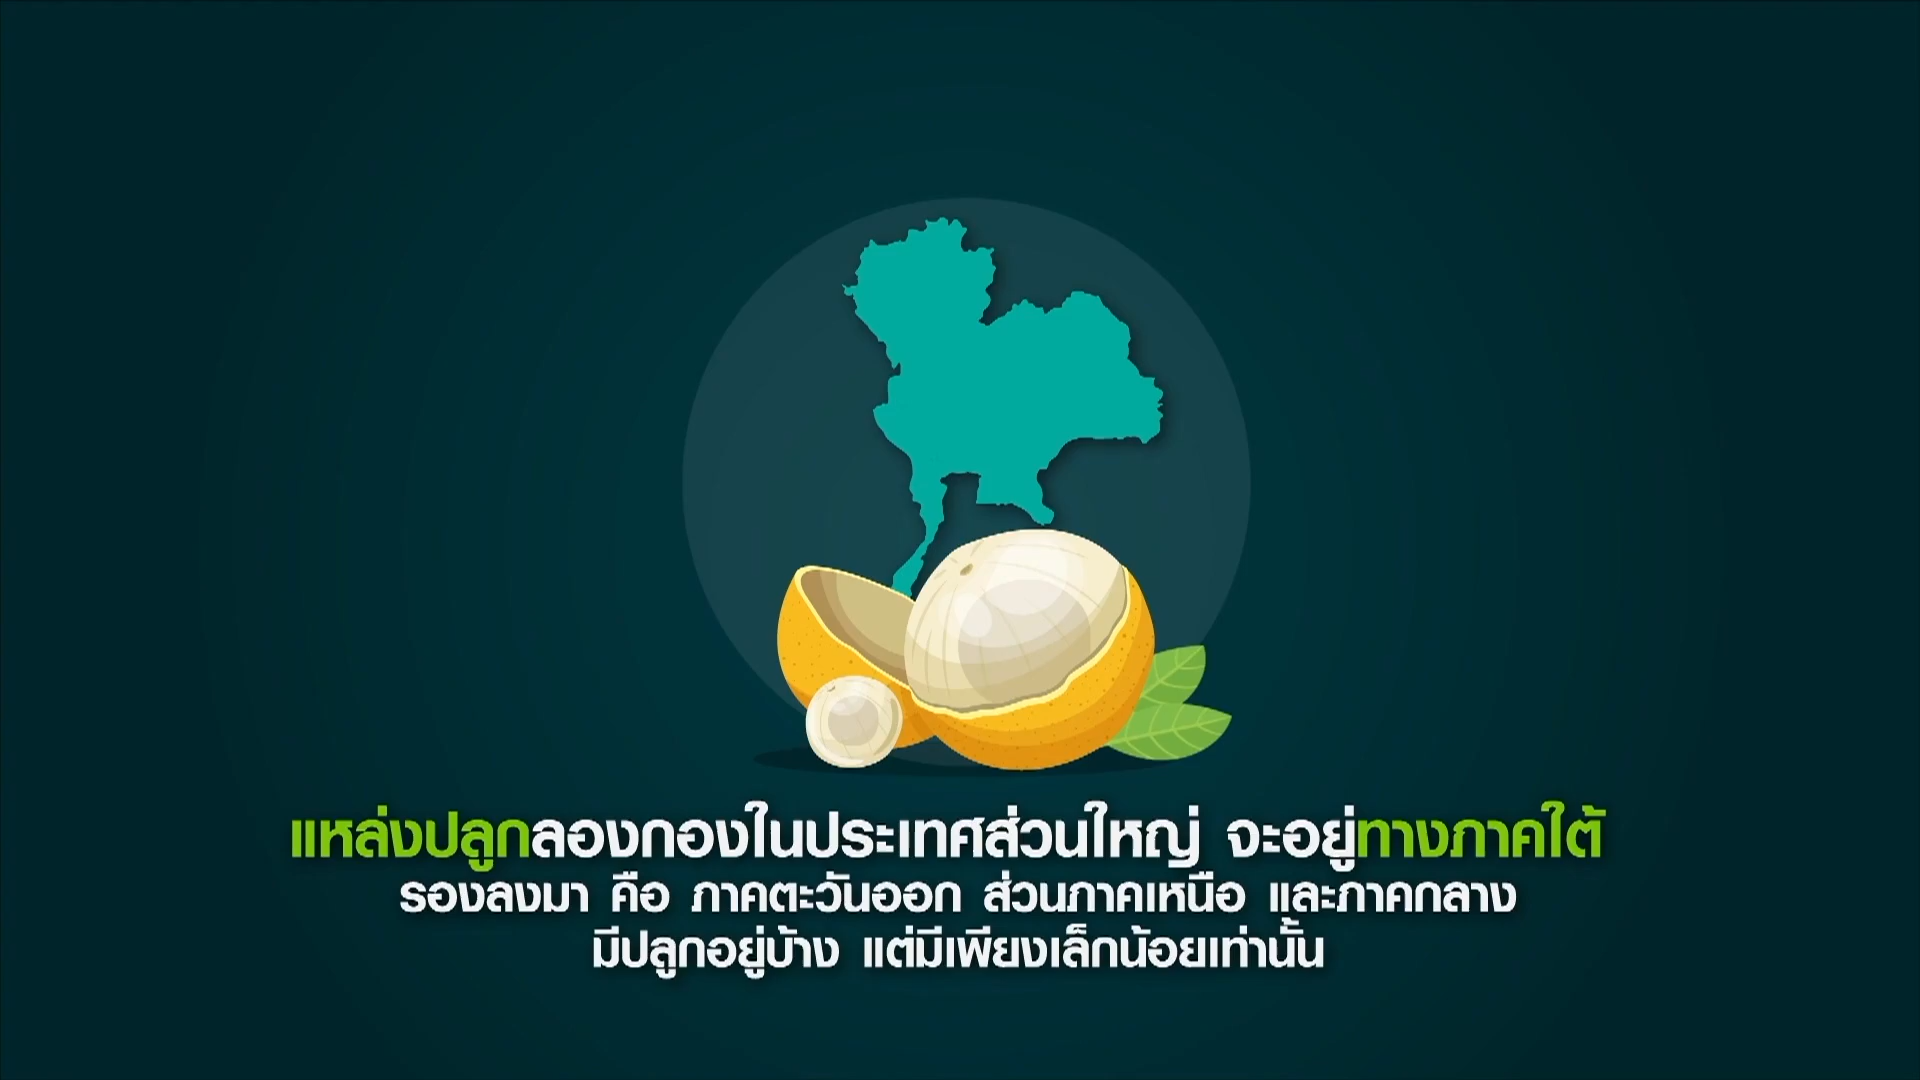 แหล่งปลูกลองกองในประเทศส่วนใหญ่ จะอยู่ทางภาคใต้
รองลงมา คือ ภาคตะวันออก ส่วนภาคเหนือ และภาคกลาง
มีปลูกอยู่บ้าง แต่มีเพียงเล็กน้อยเท่านั้น